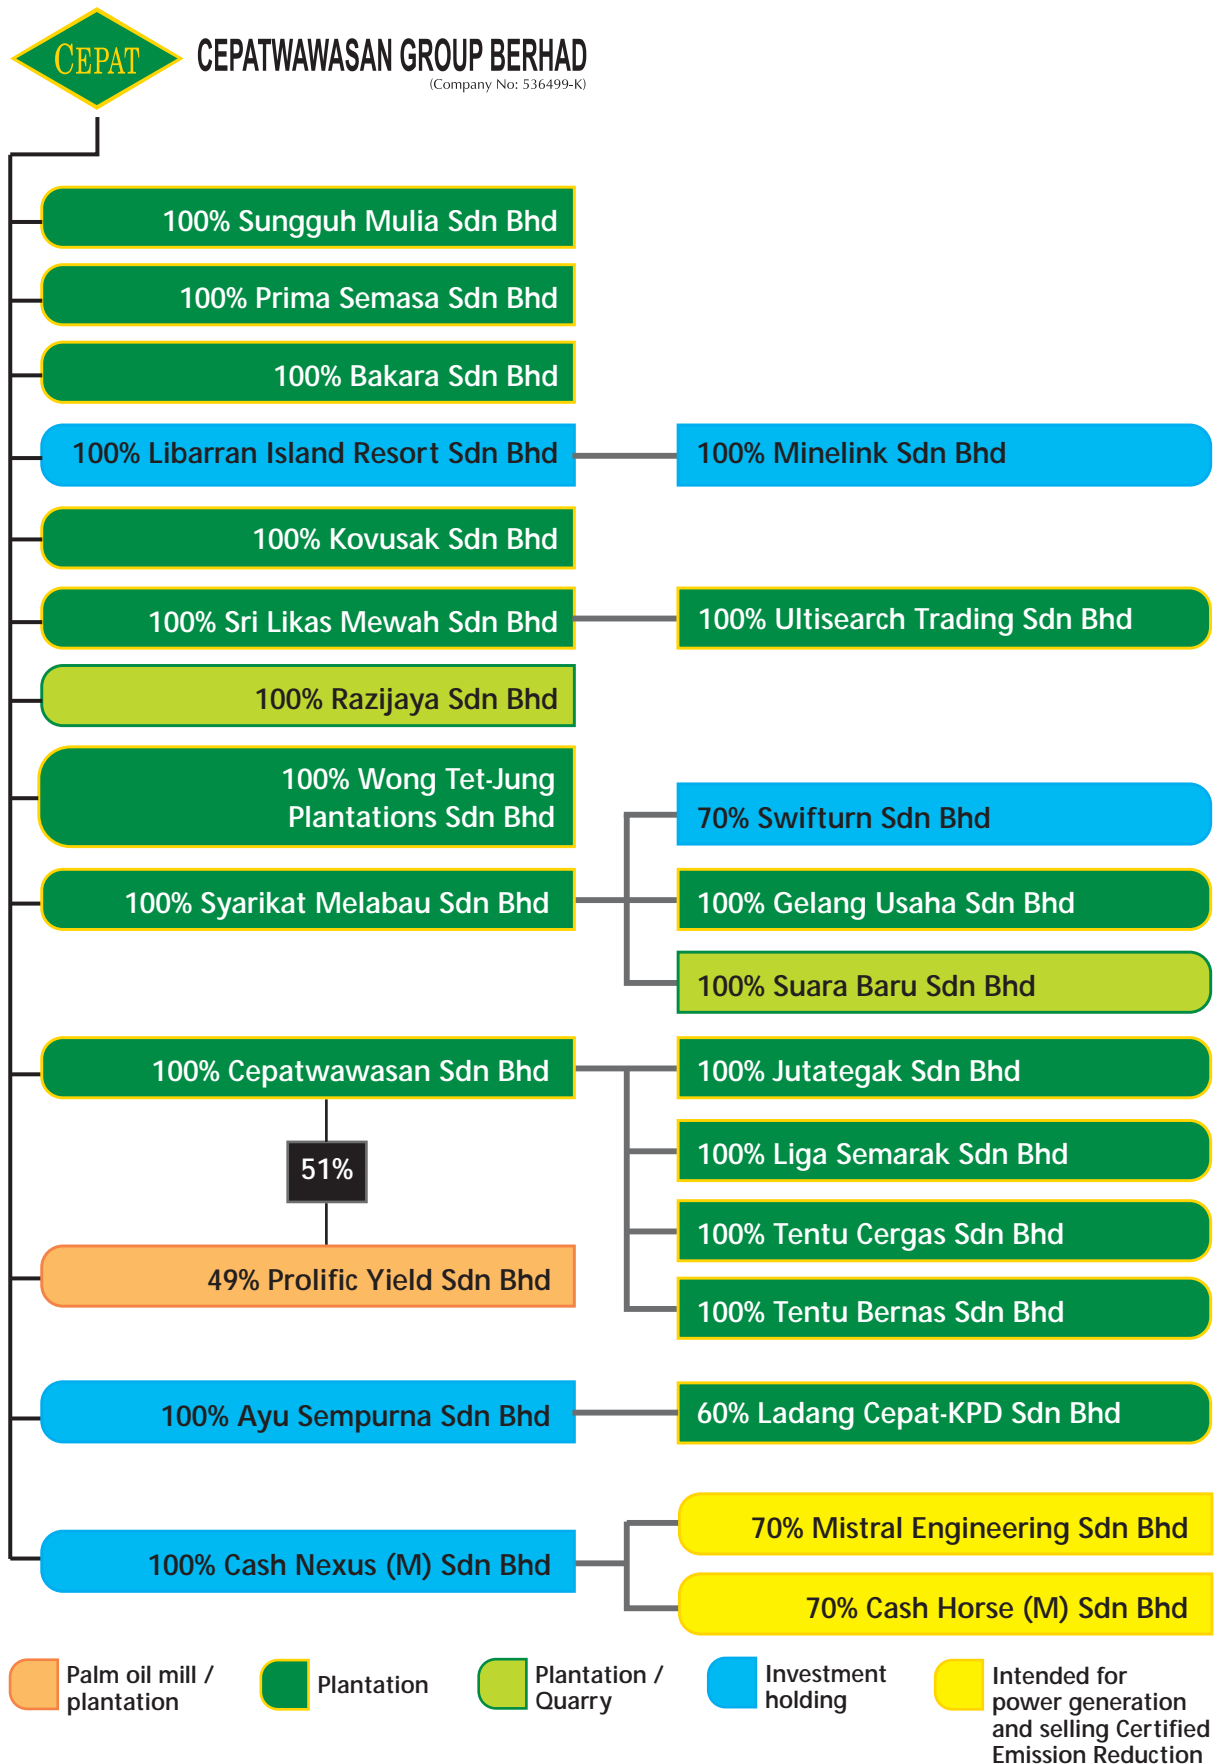 CEPAT
CEPATWAWASAN GROUP BERHAD
(Company No: 536499-K)
100% Sungguh Mulia Sdn Bhd
100% Prima Semasa Sdn Bhd
100% Bakara Sdn Bhd
100% Libarran Island Resort Sdn Bhd
100% Minelink Sdn Bhd
100% Kovusak Sdn Bhd
100% Sri Likas Mewah Sdn Bhd
100% Ultisearch Trading Sdn Bhd
100% Razijaya Sdn Bhd
100% Wong Tet-Jung
Plantations Sdn Bhd
70% Swifturn Sdn Bhd
100% Syarikat Melabau Sdn Bhd
100% Gelang Usaha Sdn Bhd
100% Suara Baru Sdn Bhd
100% Cepatwawasan Sdn Bhd
100% Jutategak Sdn Bhd
51%
100% Liga Semarak Sdn Bhd
100% Tentu Cergas Sdn Bhd
49% Prolific Yield Sdn Bhd
100% Tentu Bernas Sdn Bhd
100% Ayu Sempurna Sdn Bhd
60% Ladang Cepat-KPD Sdn Bhd
70% Mistral Engineering Sdn Bhd
100% Cash Nexus (M) Sdn Bhd
70% Cash Horse (M) Sdn Bhd
Palm oil mill /
plantation
Plantation
Plantation /
Quarry
Investment
holding
Intended for
power generation
and selling Certified
Emission Reduction